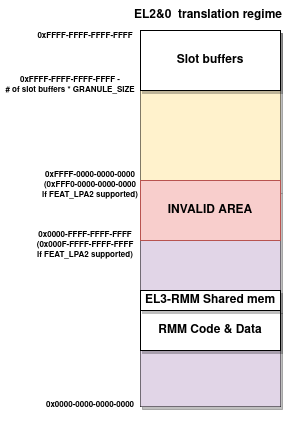 EL2&0 translation regime
0xFFFF-FFFF-FFFF-FFFF
Slot buffers
0xFFFF-FFFF-FFFF-FFFF -
# of slot buffers * GRANULE_SIZE
0xFFFF-0000-0000-0000
(0xFFF0-0000-0000-0000
If FEAT_LPA2 supported)
INVALID AREA
0x0000-FFFF-FFFF-FFFF
(0x000F-FFFF-FFFF-FFFF
If FEAT_LPA2 supported)
EL3-RMM Shared mem
RMM Code & Data
0x0000-0000-0000-0000